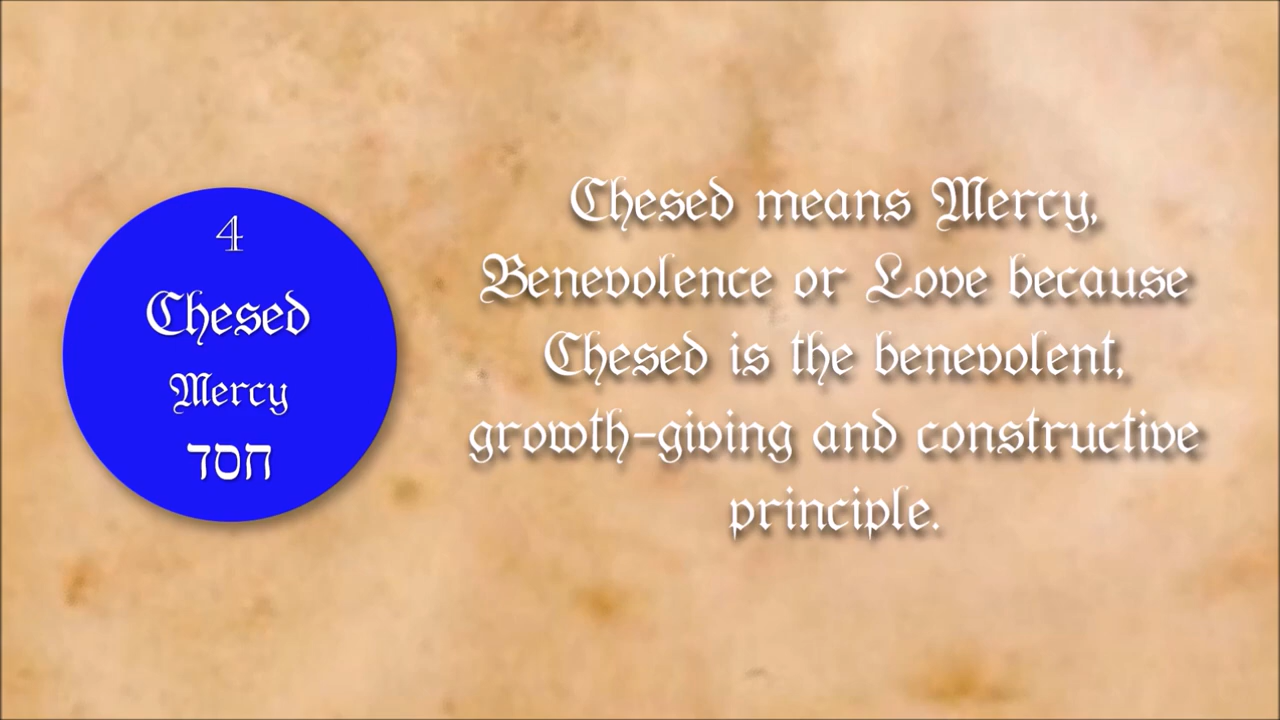 4
Chesed
Mercy
חסד
Chesed means Mercy,
Benevolence or Love because
Chesed is the benevolent,
growth-giving and constructive
principle.